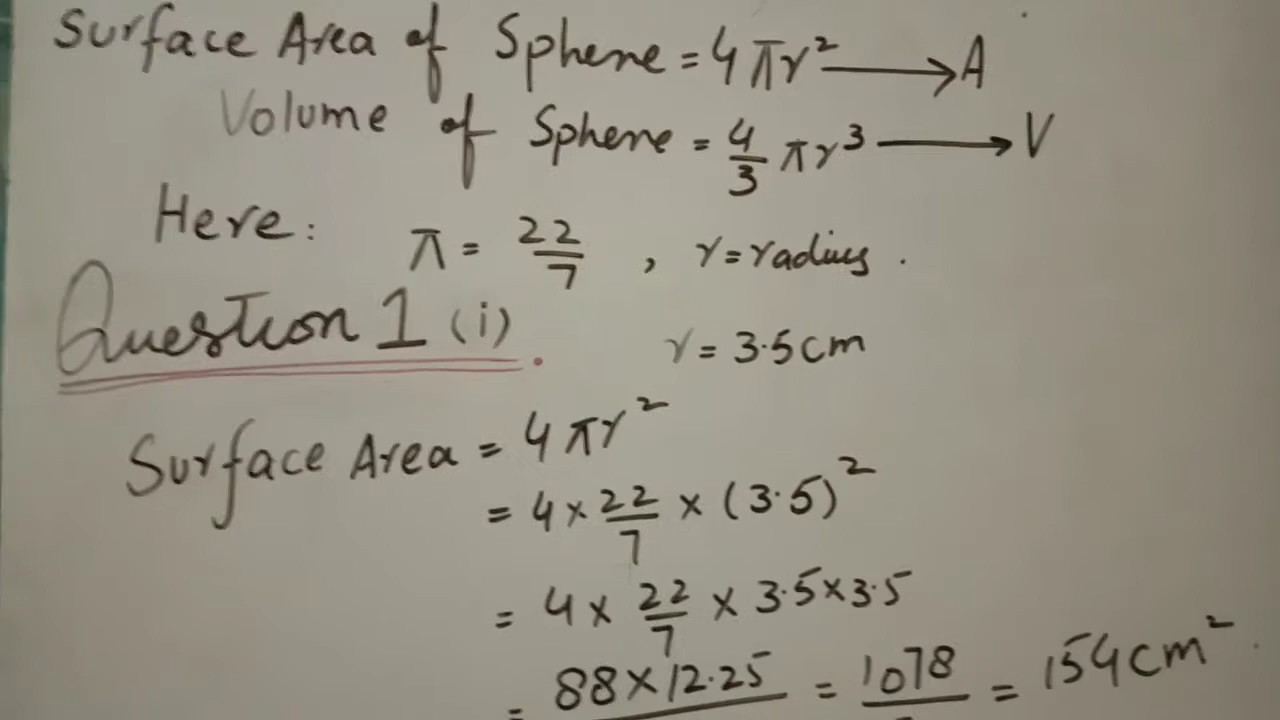 Surface Area of Sphere = 4πr² → A
Volume of Sphere = 4/3 πr³ → V
Here: π = 22/7 , r = radius .
Question 1 (i) . r = 3.5cm
Surface Area = 4πr²
= 4 × 22/7 × (3.5)²
= 4 × 22/7 × 3.5×3.5
= 88×12.25 = 1078 = 154cm²